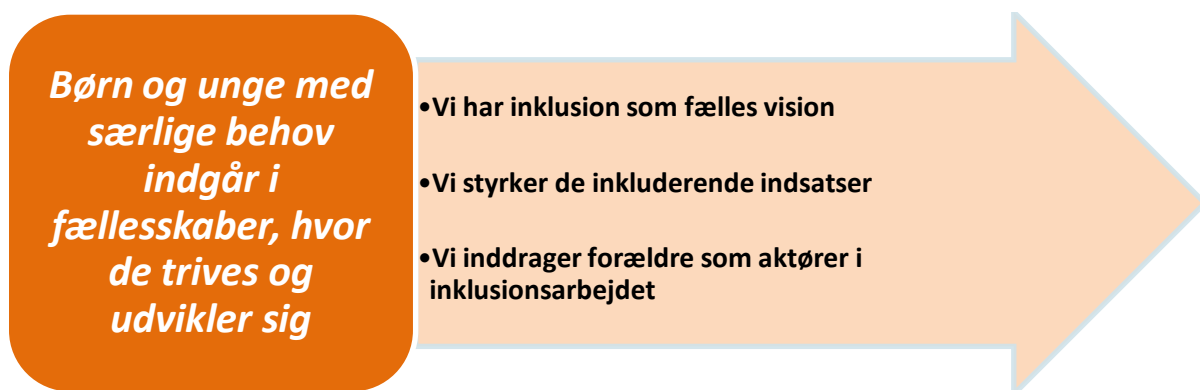 Børn og unge med
særlige behov
indgår i
fællesskaber, hvor
de trives og
udvikler sig
•Vi har inklusion som fælles vision
•Vi styrker de inkluderende indsatser
•Vi inddrager forældre som aktører i
inklusionsarbejdet